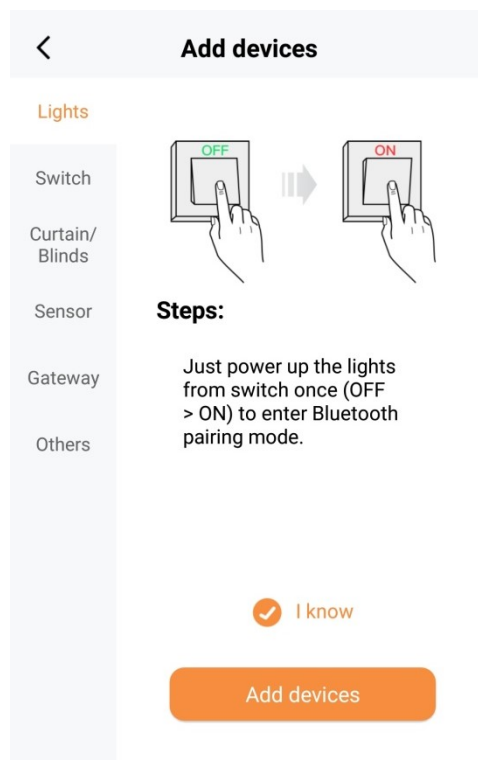 Add devices
Lights
Switch
Curtain/
Blinds
Sensor
Gateway
Others
OFF
ON
Steps:
Just power up the lights
from switch once (OFF
> ON) to enter Bluetooth
pairing mode.
I know
Add devices